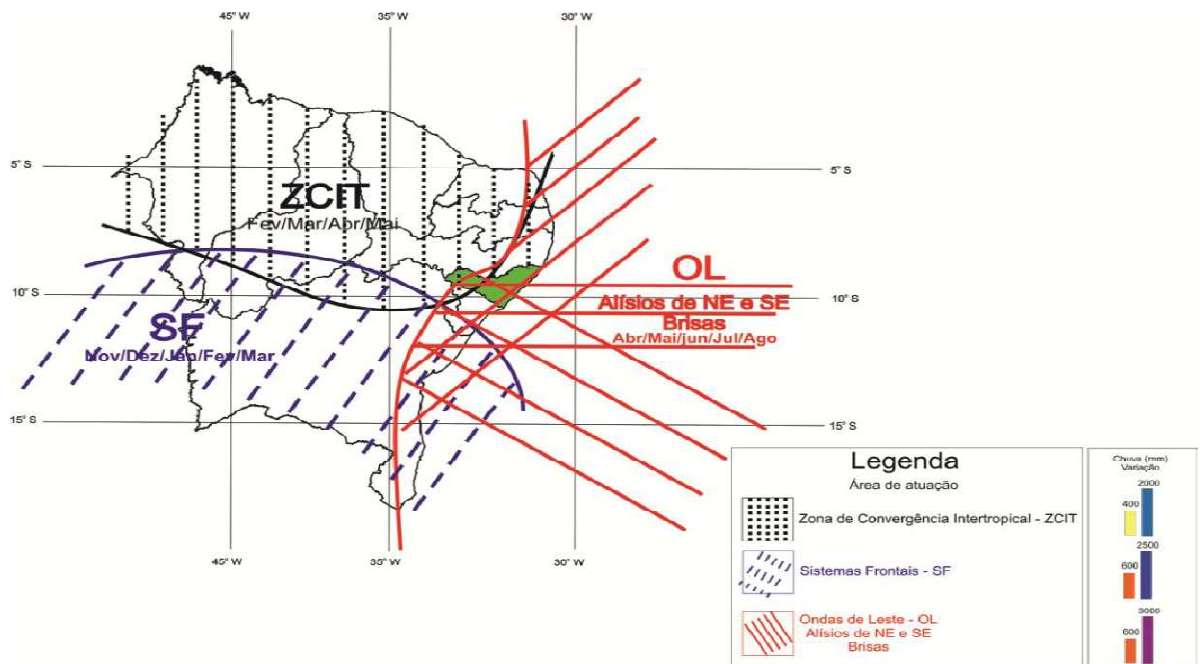 45° W
35° W
30° W
5° S
5° S
ZCIT
Fev/Mar/Abr/Mai
OL
10° S
10° S
Alísios de NE e SE
SF
Brisas
Nov/Dez/Jan/Fev/Mar
Abr/Mai/jun/Jul/Ago
15° S
15° S
45° W
35° W
30° W
Legenda
Área de atuação
Zona de Convergência Intertropical - ZCIT
Sistemas Frontais - SF
Ondas de Leste - OL
Alísios de NE e SE
Brisas
Chuva (mm)
Variação
2000
400
2500
600
3000
600